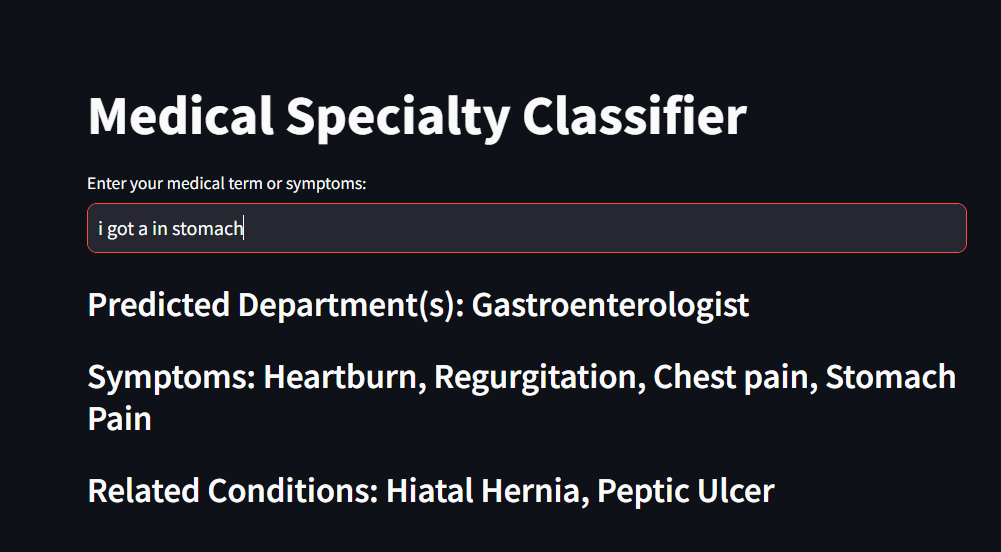 Medical Specialty Classifier
Enter your medical term or symptoms:
i got a in stomach
Predicted Department(s): Gastroenterologist
Symptoms: Heartburn, Regurgitation, Chest pain, Stomach
Pain
Related Conditions: Hiatal Hernia, Peptic Ulcer